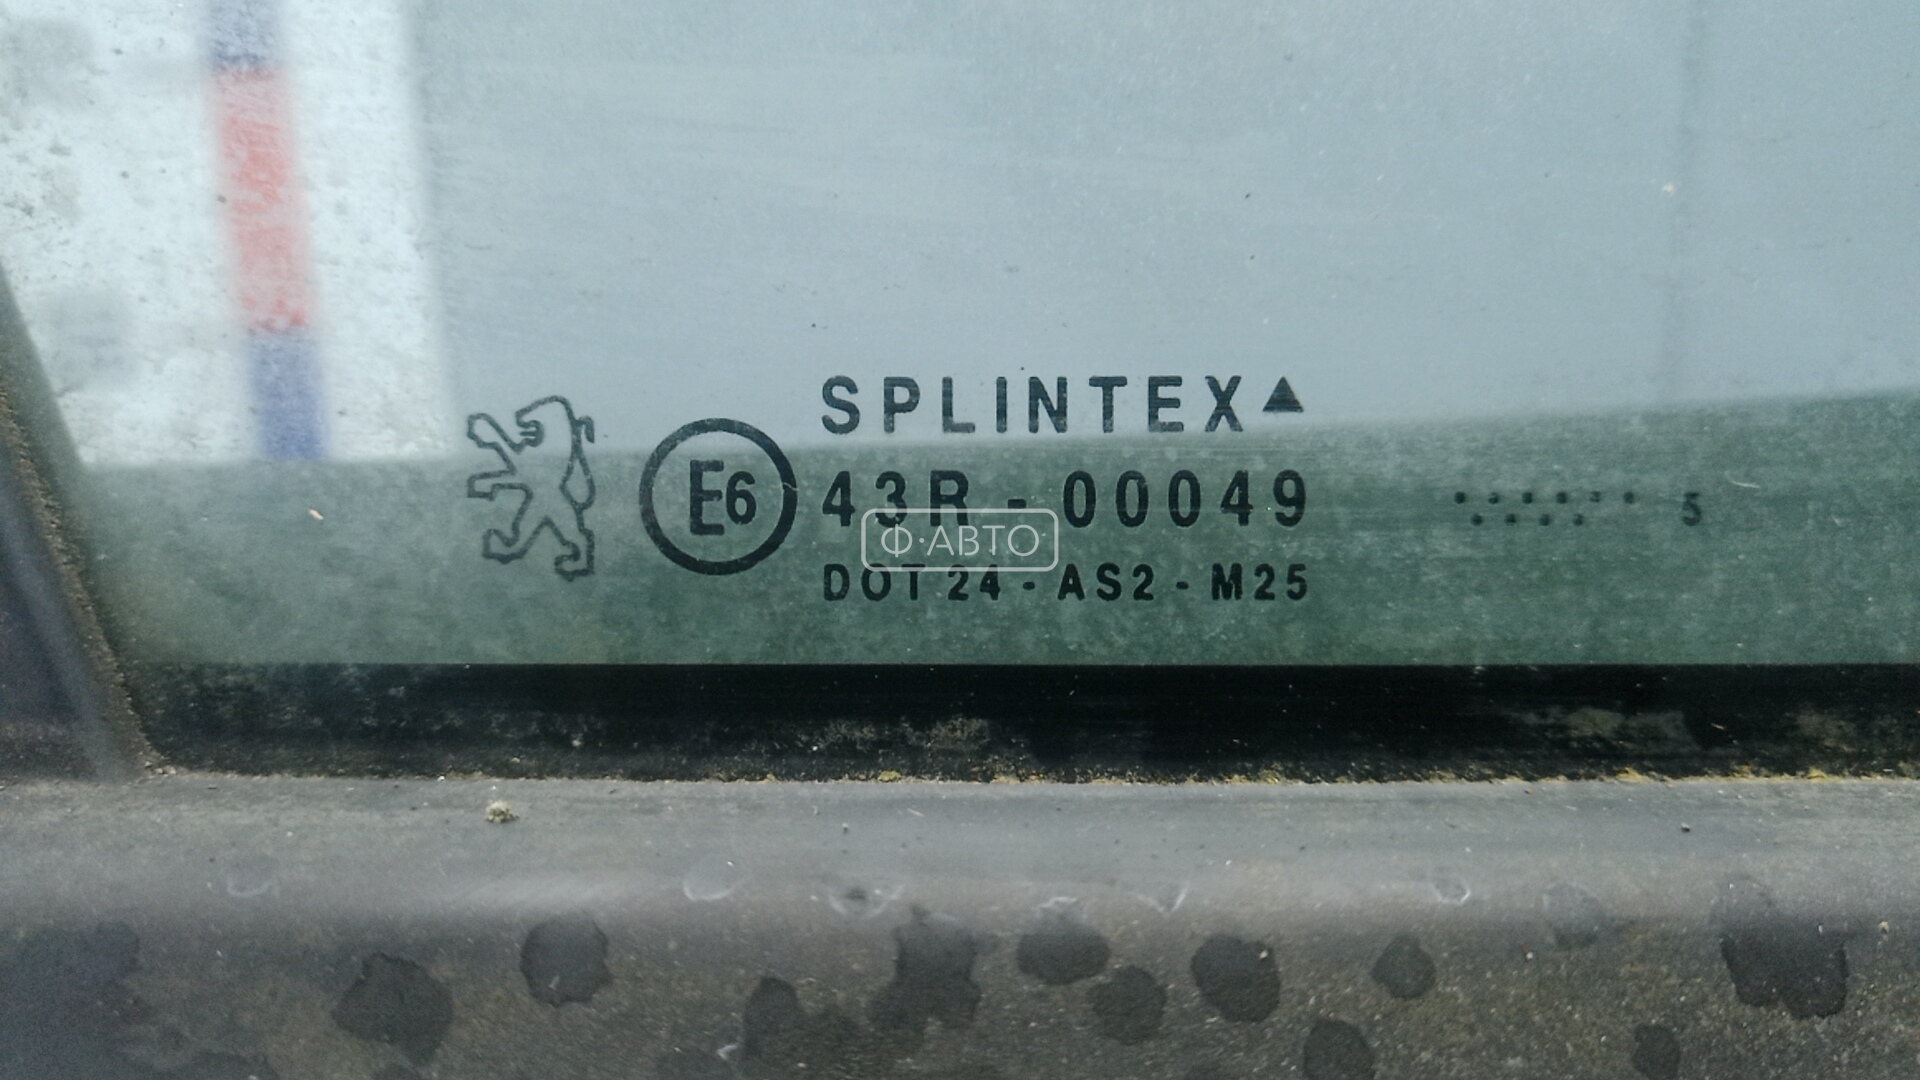 SPLINTEX▲
E6 43R-00049
5
Ф·АВТО
DOT 24 - AS2 - M25